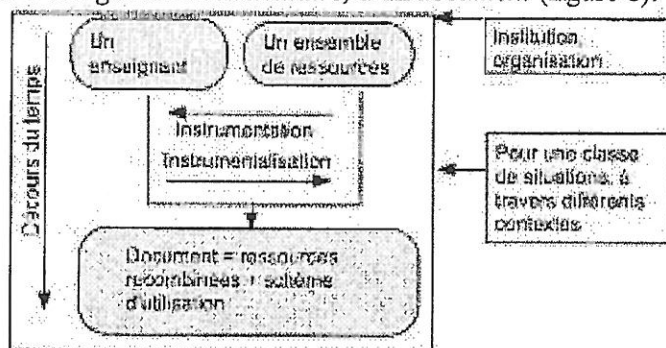 (figure
Un
enseignant
Un ensemble
de ressources
Institution,
organisation
Instrumentation
Instrumentalisation
Décours du temps
Pour une classe
de situations, à
travers différents
contextes
Document = ressources
recombinées + schème
d'utilisation